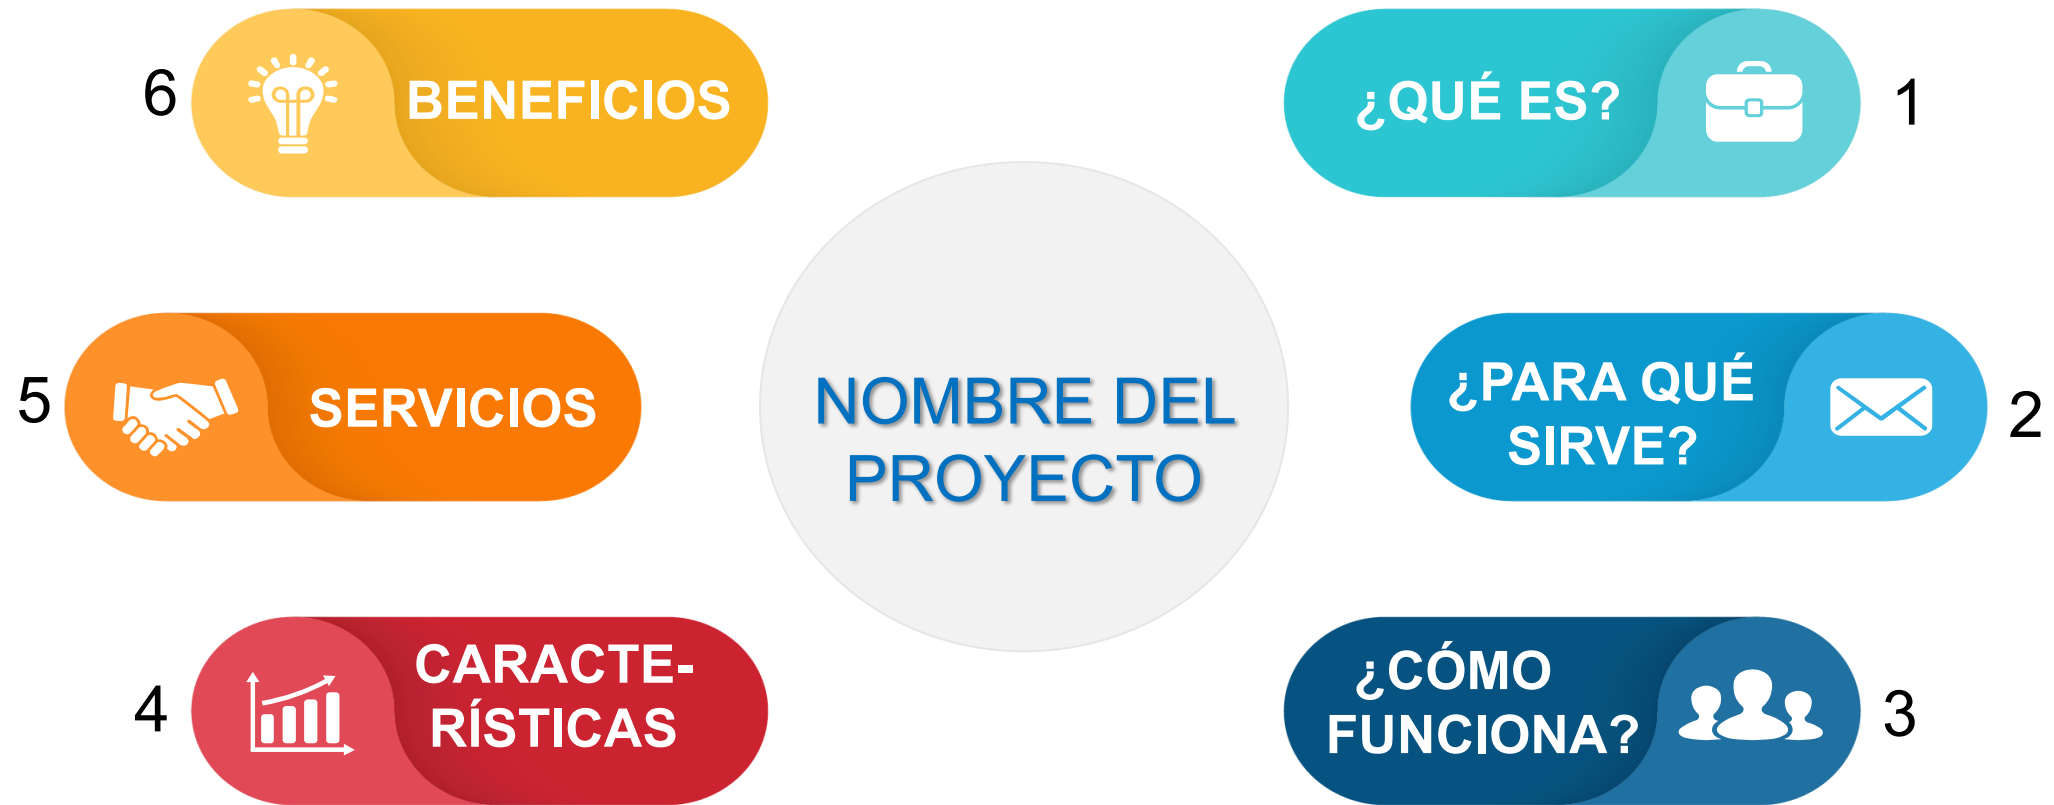 6
BENEFICIOS
¿QUÉ ES?
1
5
SERVICIOS
NOMBRE DEL
PROYECTO
¿PARA QUÉ
SIRVE?
2
4
CARACTE-
RÍSTICAS
¿CÓMO
FUNCIONA?
3